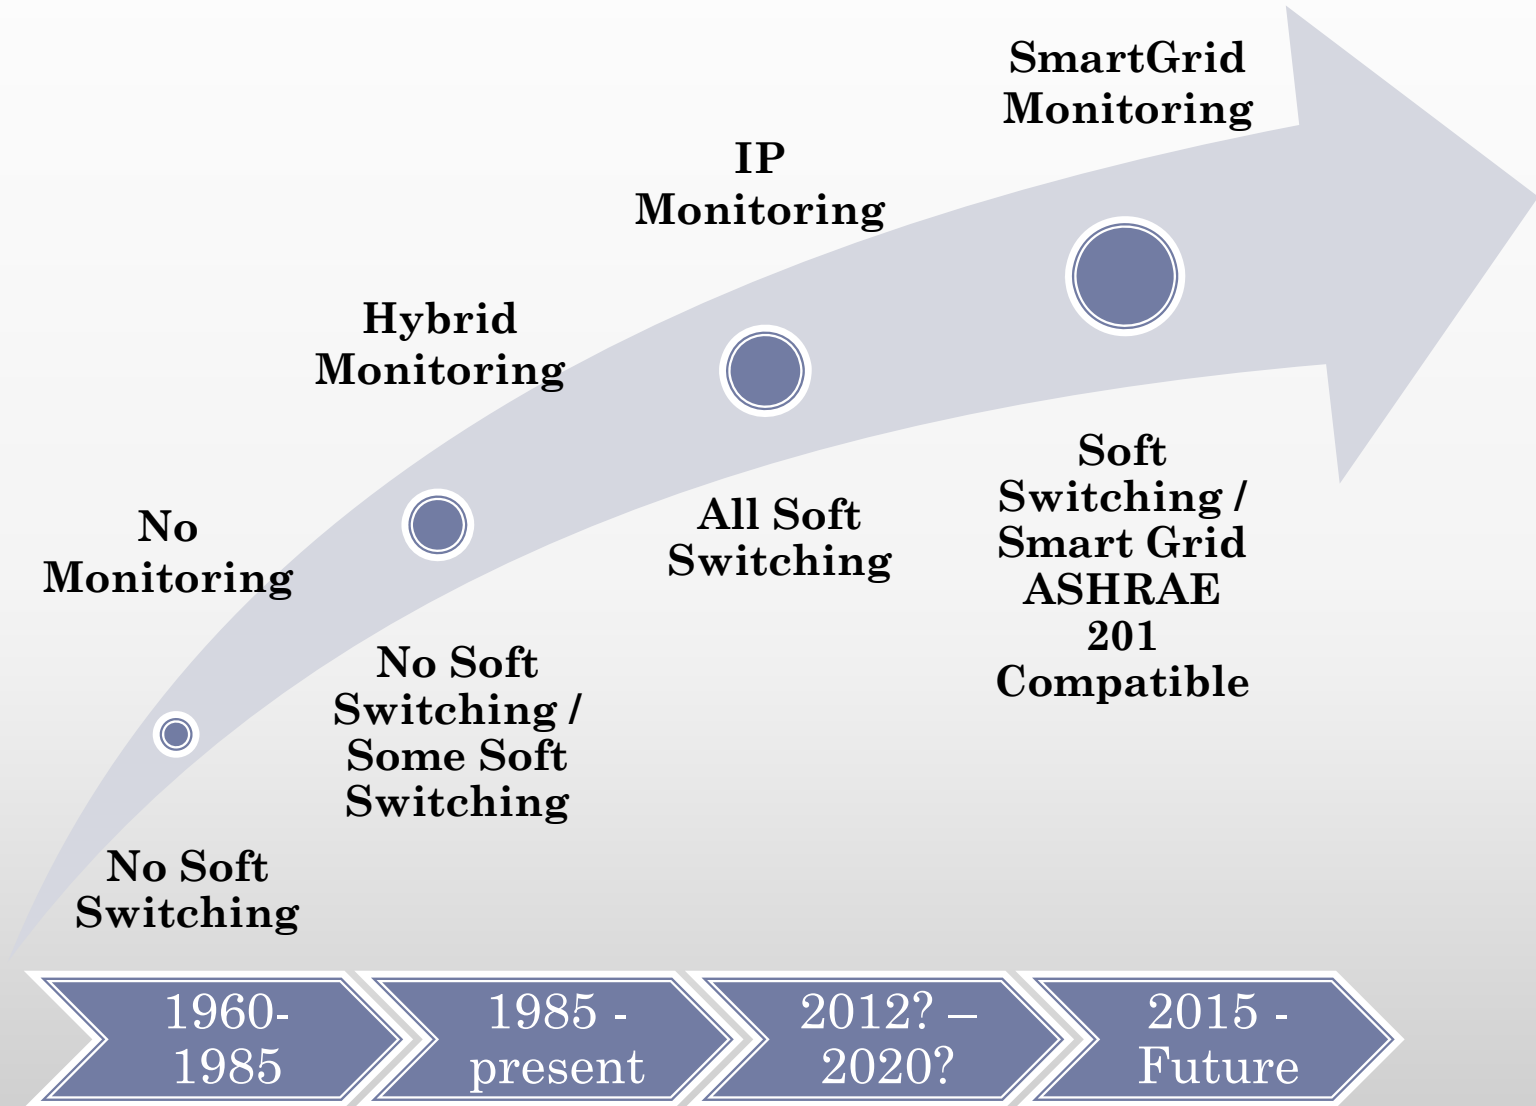 SmartGrid
Monitoring
IP
Monitoring
Hybrid
Monitoring
No
Monitoring
Soft
Switching /
Smart Grid
ASHRAE
201
Compatible
All Soft
Switching
No Soft
Switching /
Some Soft
Switching
No Soft
Switching
1960-
1985
1985 -
present
2012? –
2020?
2015 -
Future